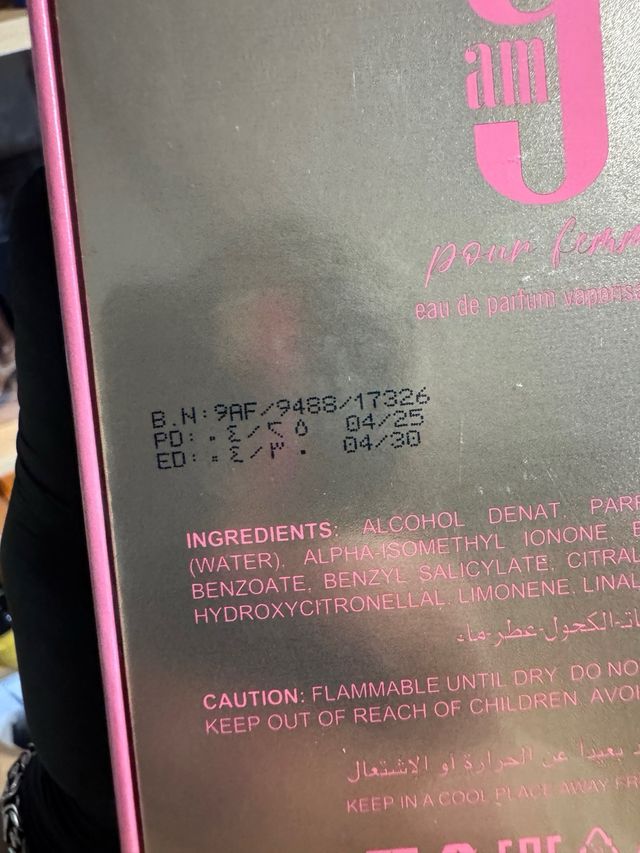 9
am
pour femm
eau de parfum vaporisa
B.N:9AF/9488/17326
PD: ٠٤/٢٥ 04/25
ED: ٠٤/٣٠ 04/30
INGREDIENTS: ALCOHOL DENAT, PARF
(WATER), ALPHA-ISOMETHYL IONONE, B
BENZOATE, BENZYL SALICYLATE, CITRAL
HYDROXYCITRONELLAL, LIMONENE, LINAL
الكحول-عطر-ماء
CAUTION: FLAMMABLE UNTIL DRY, DO NO
KEEP OUT OF REACH OF CHILDREN, AVO
بعيدا عن الحرارة أو الإشتعال
KEEP IN A COOL PLACE AWAY FR